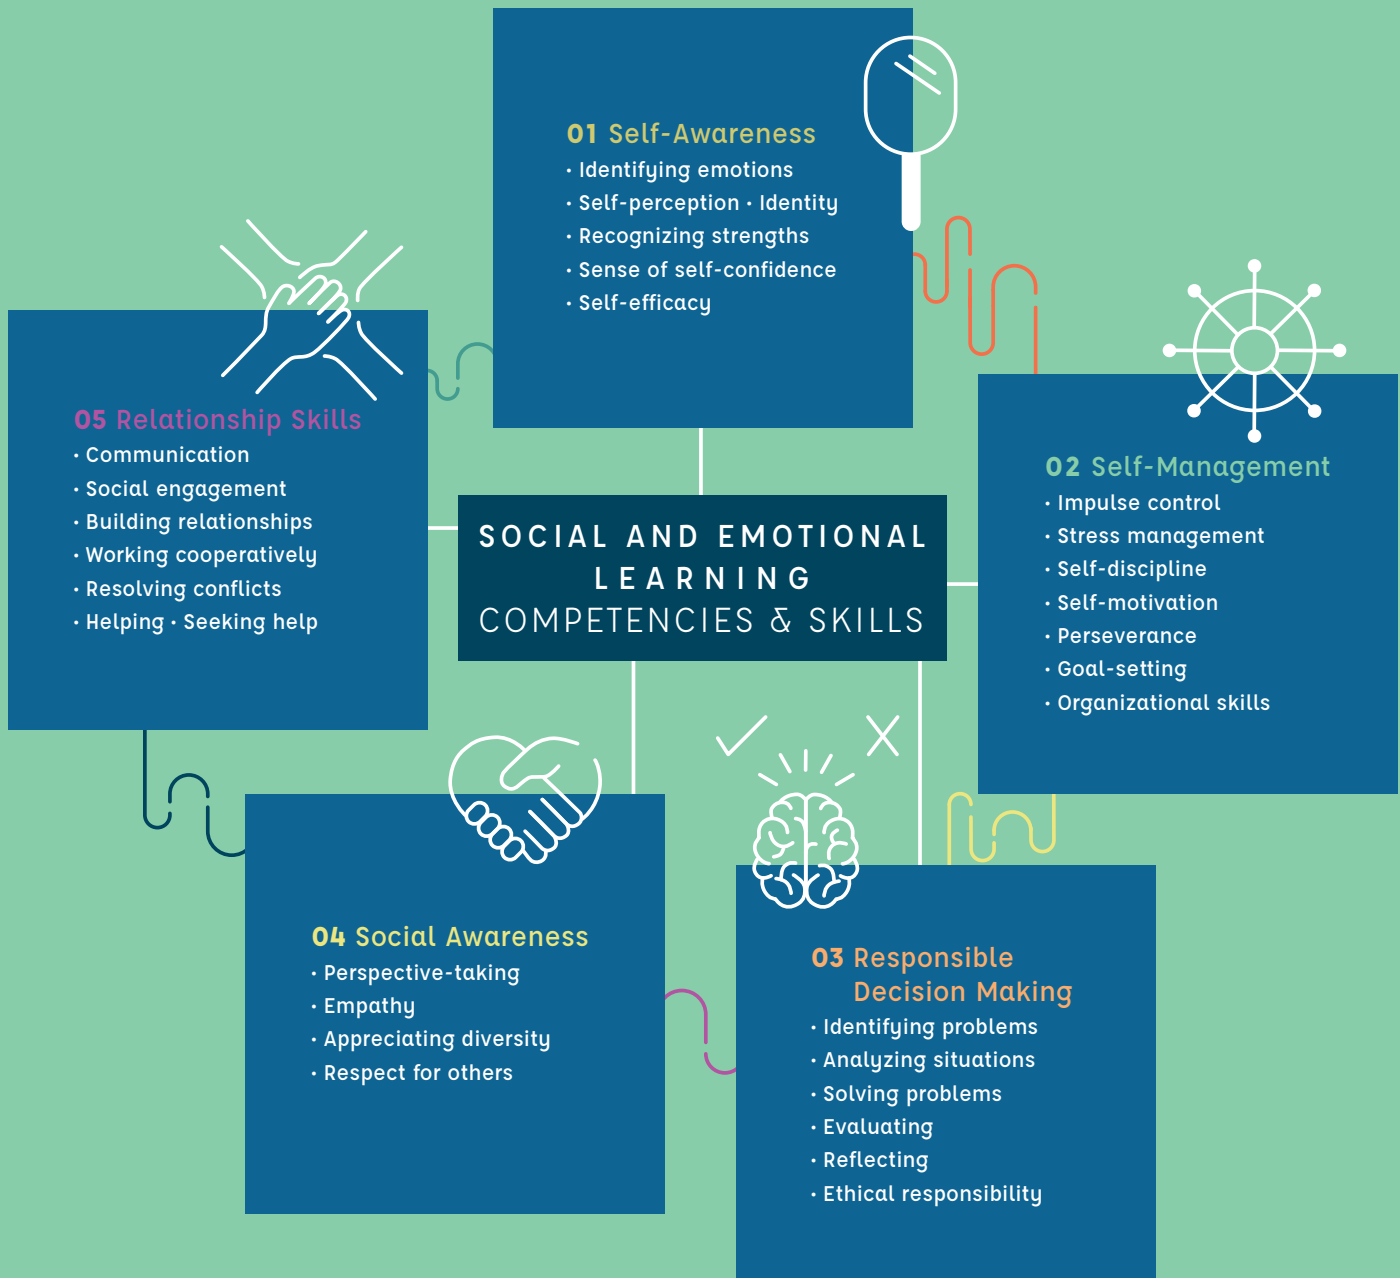 SOCIAL AND EMOTIONAL
LEARNING
COMPETENCIES & SKILLS
01 Self-Awareness
• Identifying emotions
• Self-perception • Identity
• Recognizing strengths
• Sense of self-confidence
• Self-efficacy
02 Self-Management
• Impulse control
• Stress management
• Self-discipline
• Self-motivation
• Perseverance
• Goal-setting
• Organizational skills
03 Responsible
Decision Making
• Identifying problems
• Analyzing situations
• Solving problems
• Evaluating
• Reflecting
• Ethical responsibility
04 Social Awareness
• Perspective-taking
• Empathy
• Appreciating diversity
• Respect for others
05 Relationship Skills
• Communication
• Social engagement
• Building relationships
• Working cooperatively
• Resolving conflicts
• Helping • Seeking help